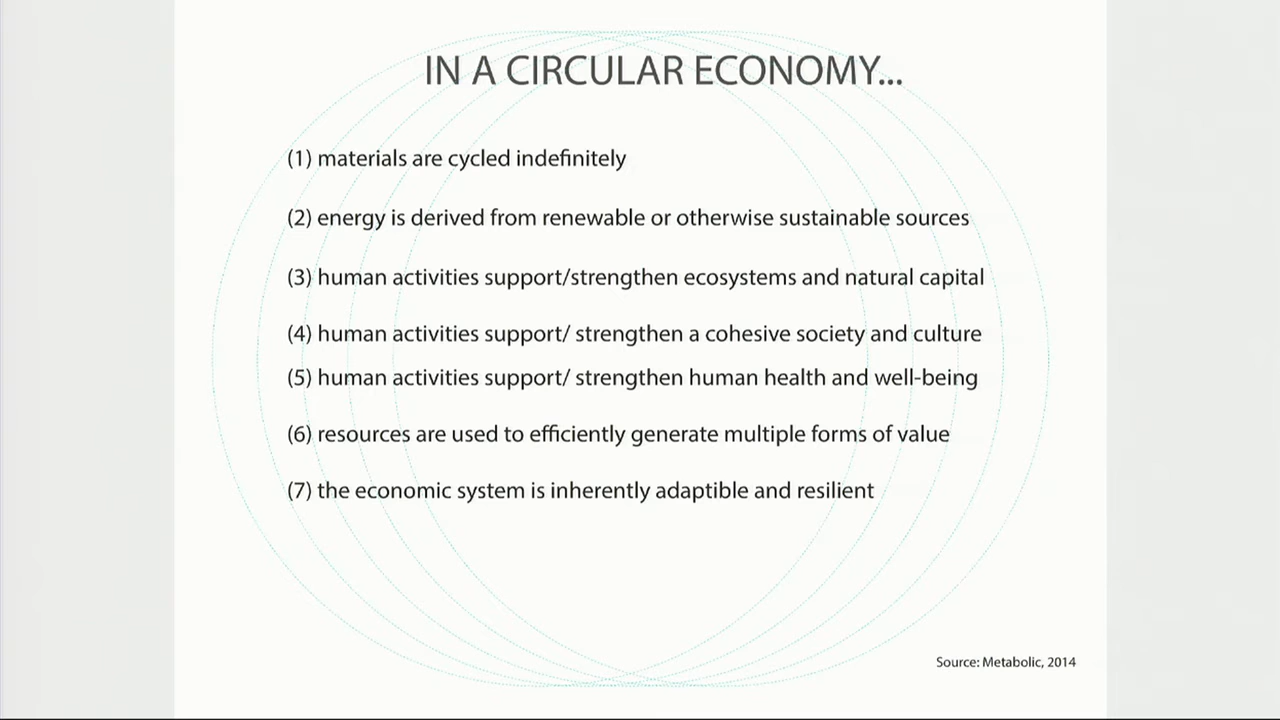 IN A CIRCULAR ECONOMY...
(1) materials are cycled indefinitely
(2) energy is derived from renewable or otherwise sustainable sources
(3) human activities support/strengthen ecosystems and natural capital
(4) human activities support/ strengthen a cohesive society and culture
(5) human activities support/ strengthen human health and well-being
(6) resources are used to efficiently generate multiple forms of value
(7) the economic system is inherently adaptible and resilient
Source: Metabolic, 2014